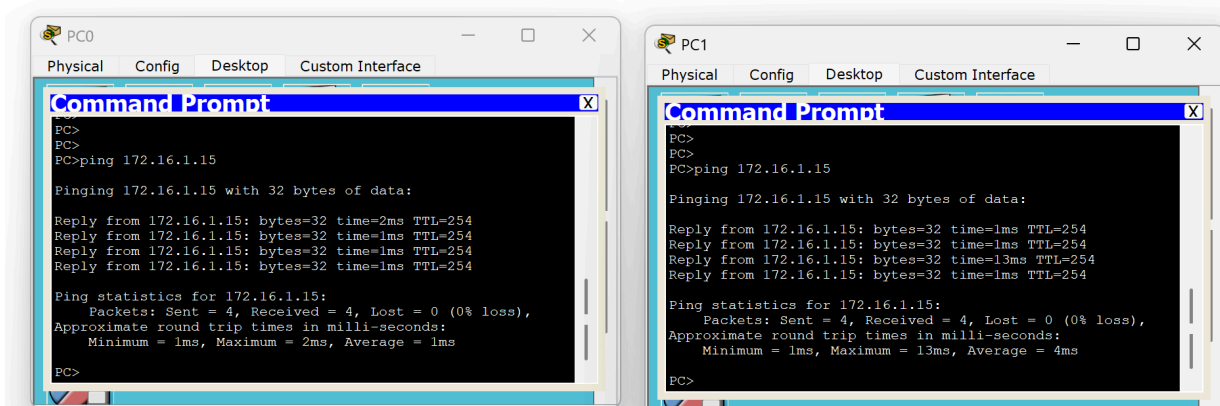 PC0
Physical Config Desktop Custom Interface
Command Prompt
X
PC>
PC>
PC>ping 172.16.1.15
Pinging 172.16.1.15 with 32 bytes of data:
Reply from 172.16.1.15: bytes=32 time=2ms TTL=254
Reply from 172.16.1.15: bytes=32 time=1ms TTL=254
Reply from 172.16.1.15: bytes=32 time=1ms TTL=254
Reply from 172.16.1.15: bytes=32 time=1ms TTL=254
Ping statistics for 172.16.1.15:
Packets: Sent = 4, Received = 4, Lost = 0 (0% loss),
Approximate round trip times in milli-seconds:
Minimum = 1ms, Maximum = 2ms, Average = 1ms
PC>
PC1
Physical Config Desktop Custom Interface
Command Prompt
X
PC>
PC>
PC>ping 172.16.1.15
Pinging 172.16.1.15 with 32 bytes of data:
Reply from 172.16.1.15: bytes=32 time=1ms TTL=254
Reply from 172.16.1.15: bytes=32 time=1ms TTL=254
Reply from 172.16.1.15: bytes=32 time=13ms TTL=254
Reply from 172.16.1.15: bytes=32 time=1ms TTL=254
Ping statistics for 172.16.1.15:
Packets: Sent = 4, Received = 4, Lost = 0 (0% loss),
Approximate round trip times in milli-seconds:
Minimum = 1ms, Maximum = 13ms, Average = 4ms
PC>